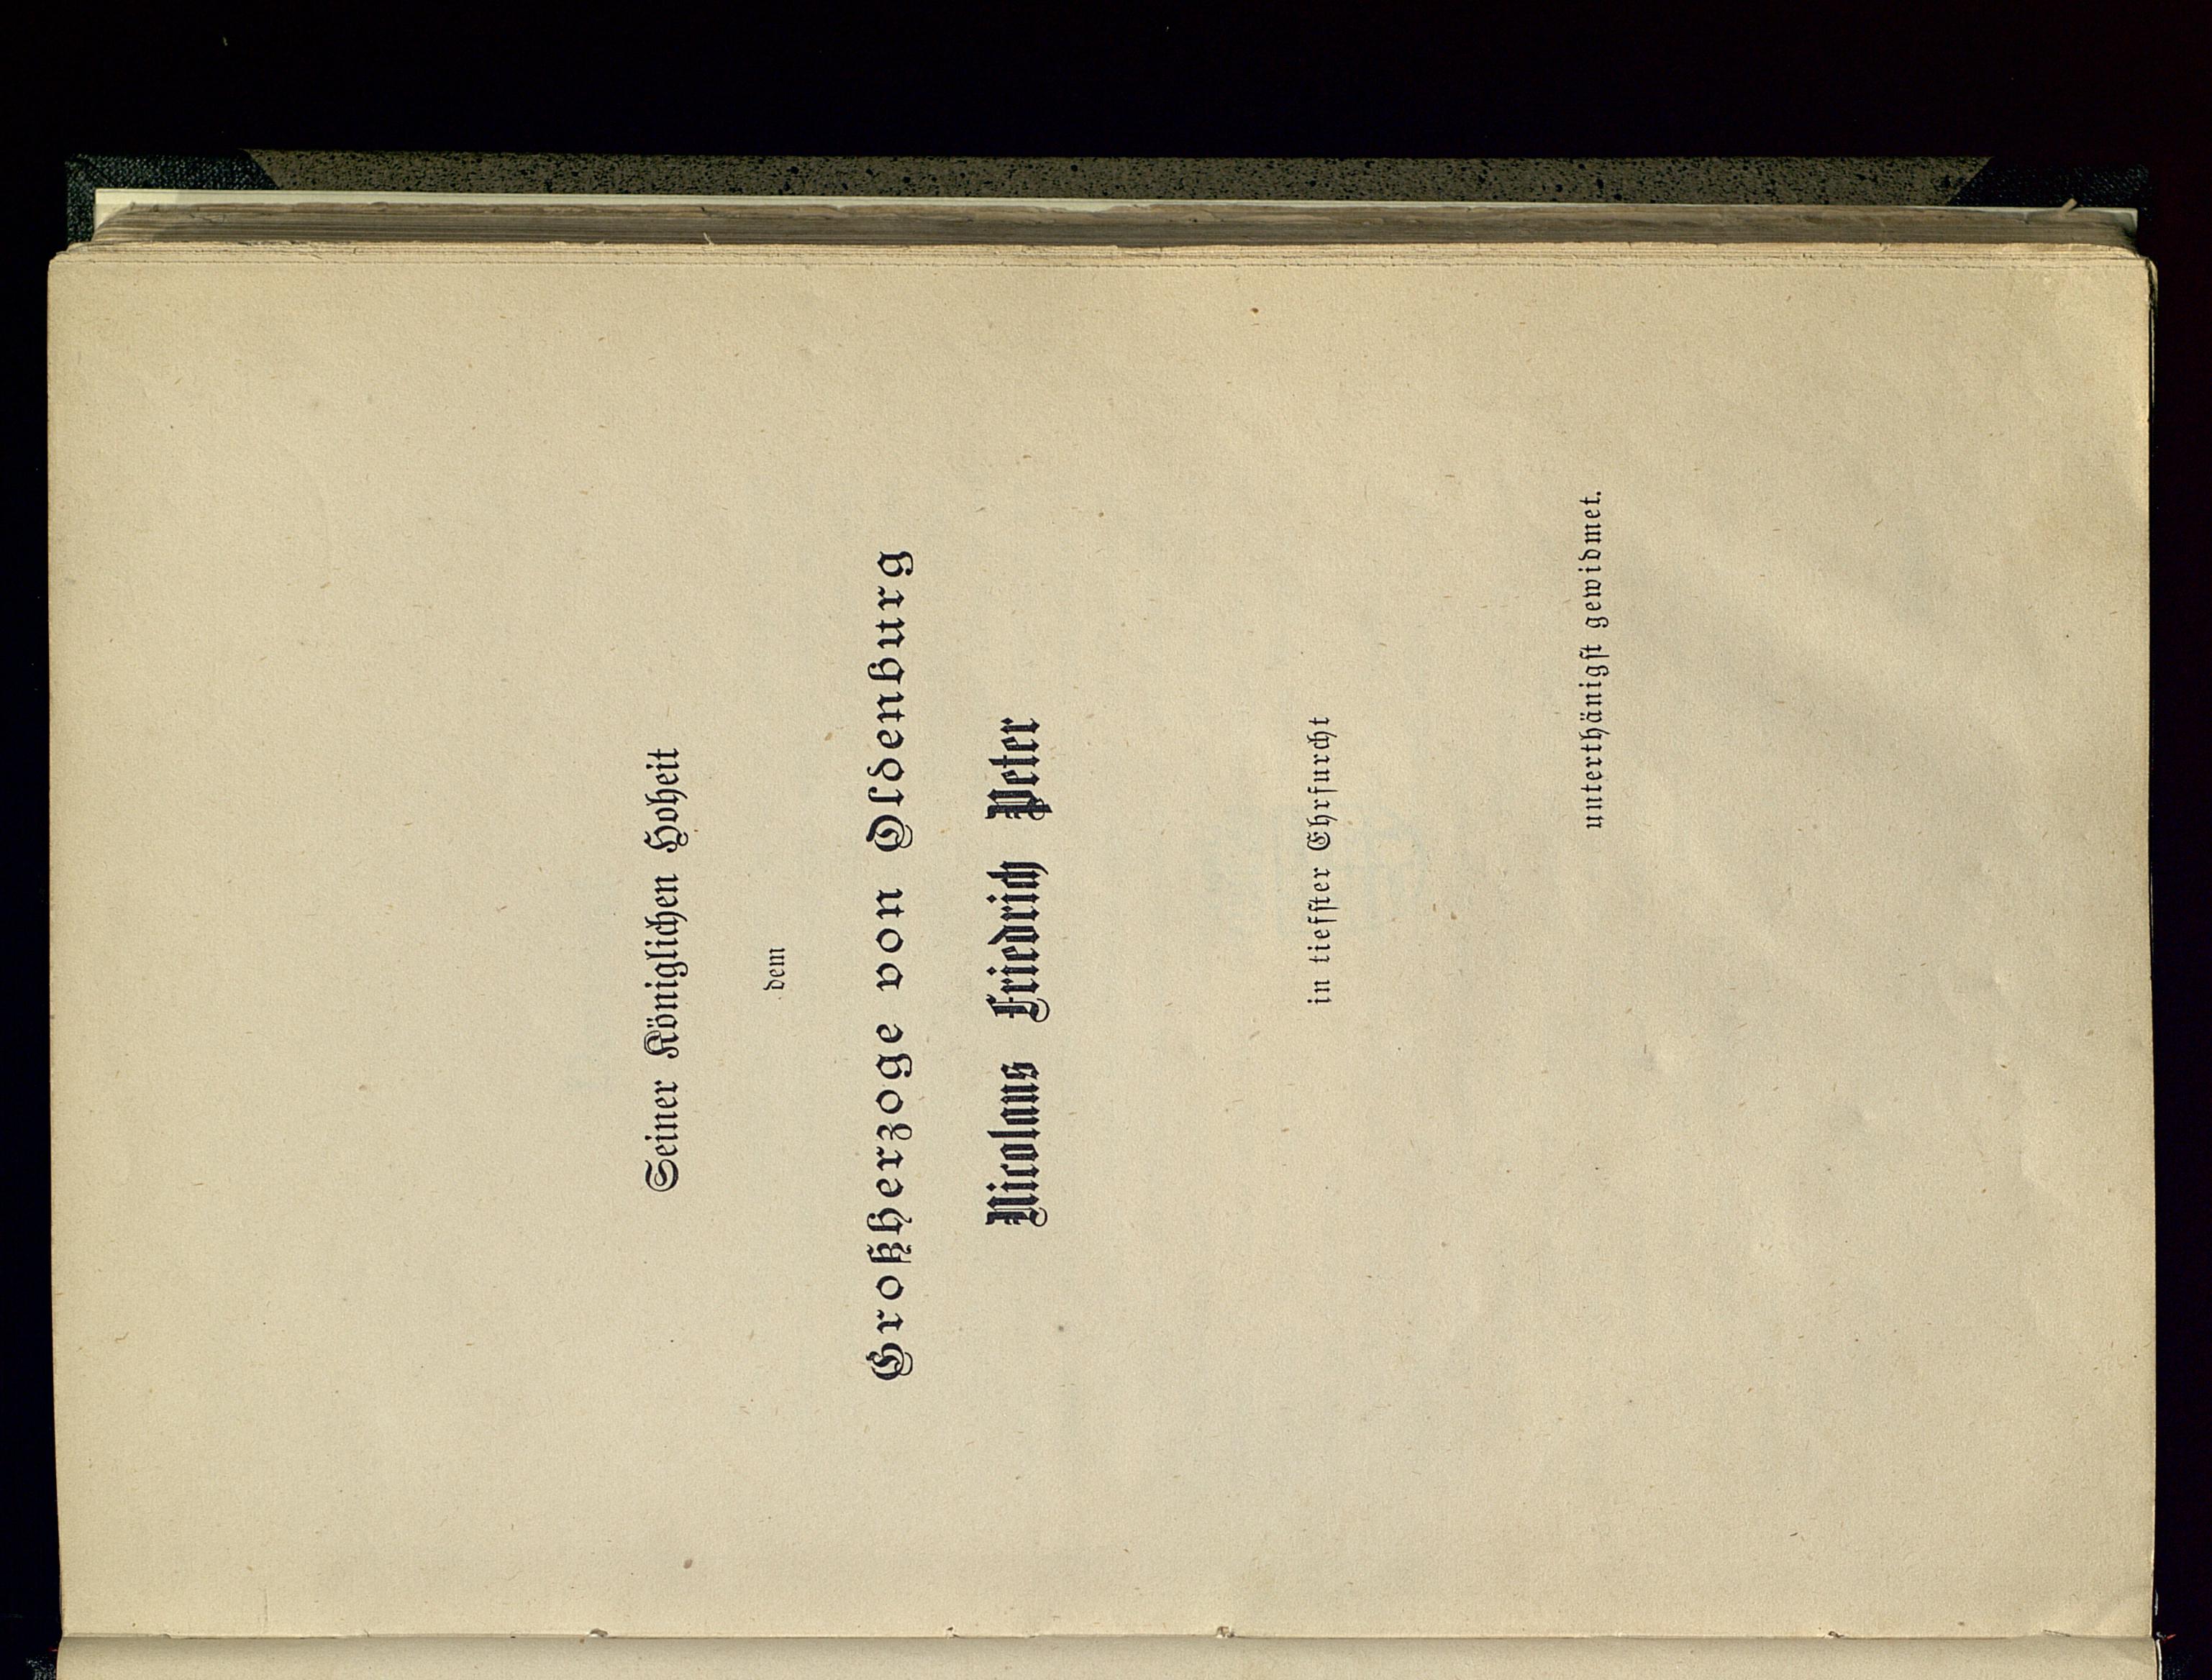 Seiner Königlichen Hoheit
dem
Großherzoge von Oldenburg
Nicolaus Friedrich Peter
in tiefster Ehrfurcht
unterthänigst gewidmet.